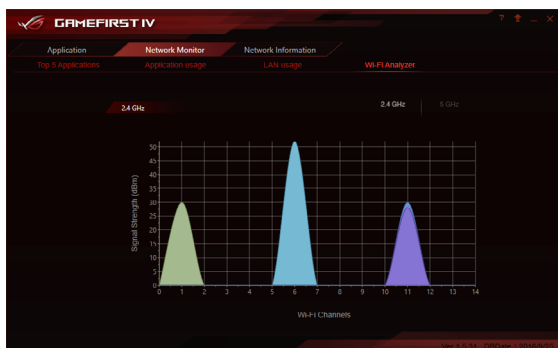 GAMEFIRST IV
? _ X
Application Network Monitor Network Information
Top 5 Applications Application usage LAN usage Wi-Fi Analyzer
2.4 GHz
2.4 GHz 5 GHz
Signal Strength (dBm)
50
45
40
35
30
25
20
15
10
5
0
0 1 2 3 4 5 6 7 8 9 10 11 12 13 14
Wi-Fi Channels